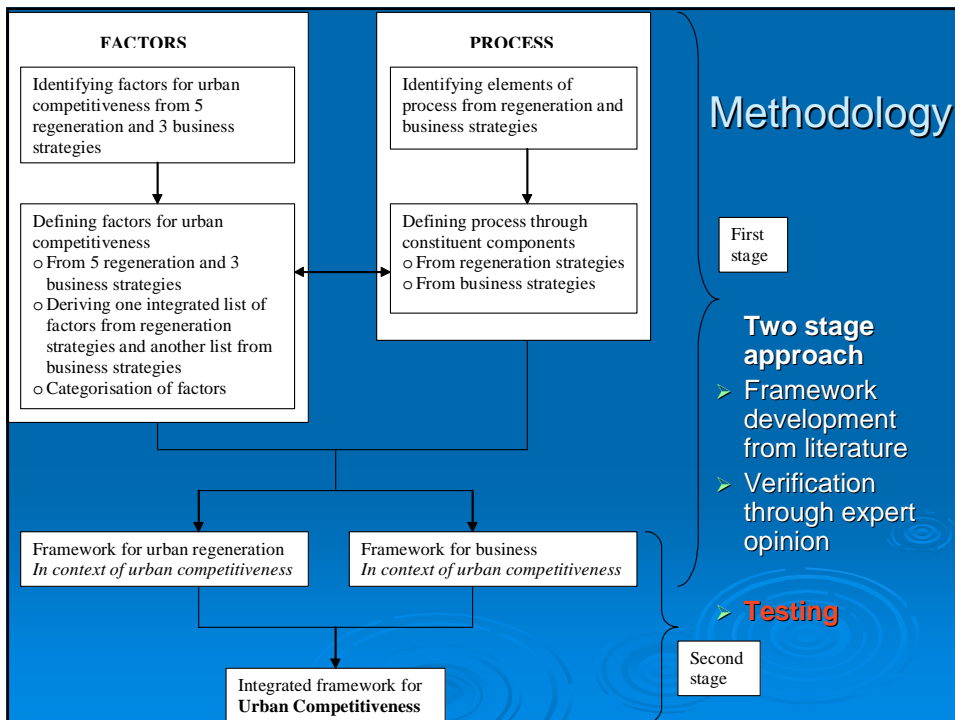 FACTORS
Identifying factors for urban
competitiveness from 5
regeneration and 3 business
strategies
Defining factors for urban
competitiveness
o From 5 regeneration and 3
business strategies
o Deriving one integrated list of
factors from regeneration
strategies and another list from
business strategies
o Categorisation of factors
PROCESS
Identifying elements of
process from regeneration and
business strategies
Defining process through
constituent components
o From regeneration strategies
o From business strategies
Framework for urban regeneration
In context of urban competitiveness
Framework for business
In context of urban competitiveness
Integrated framework for
Urban Competitiveness
Methodology
First
stage
Two stage
approach
➢ Framework
development
from literature
➢ Verification
through expert
opinion
➢ Testing
Second
stage